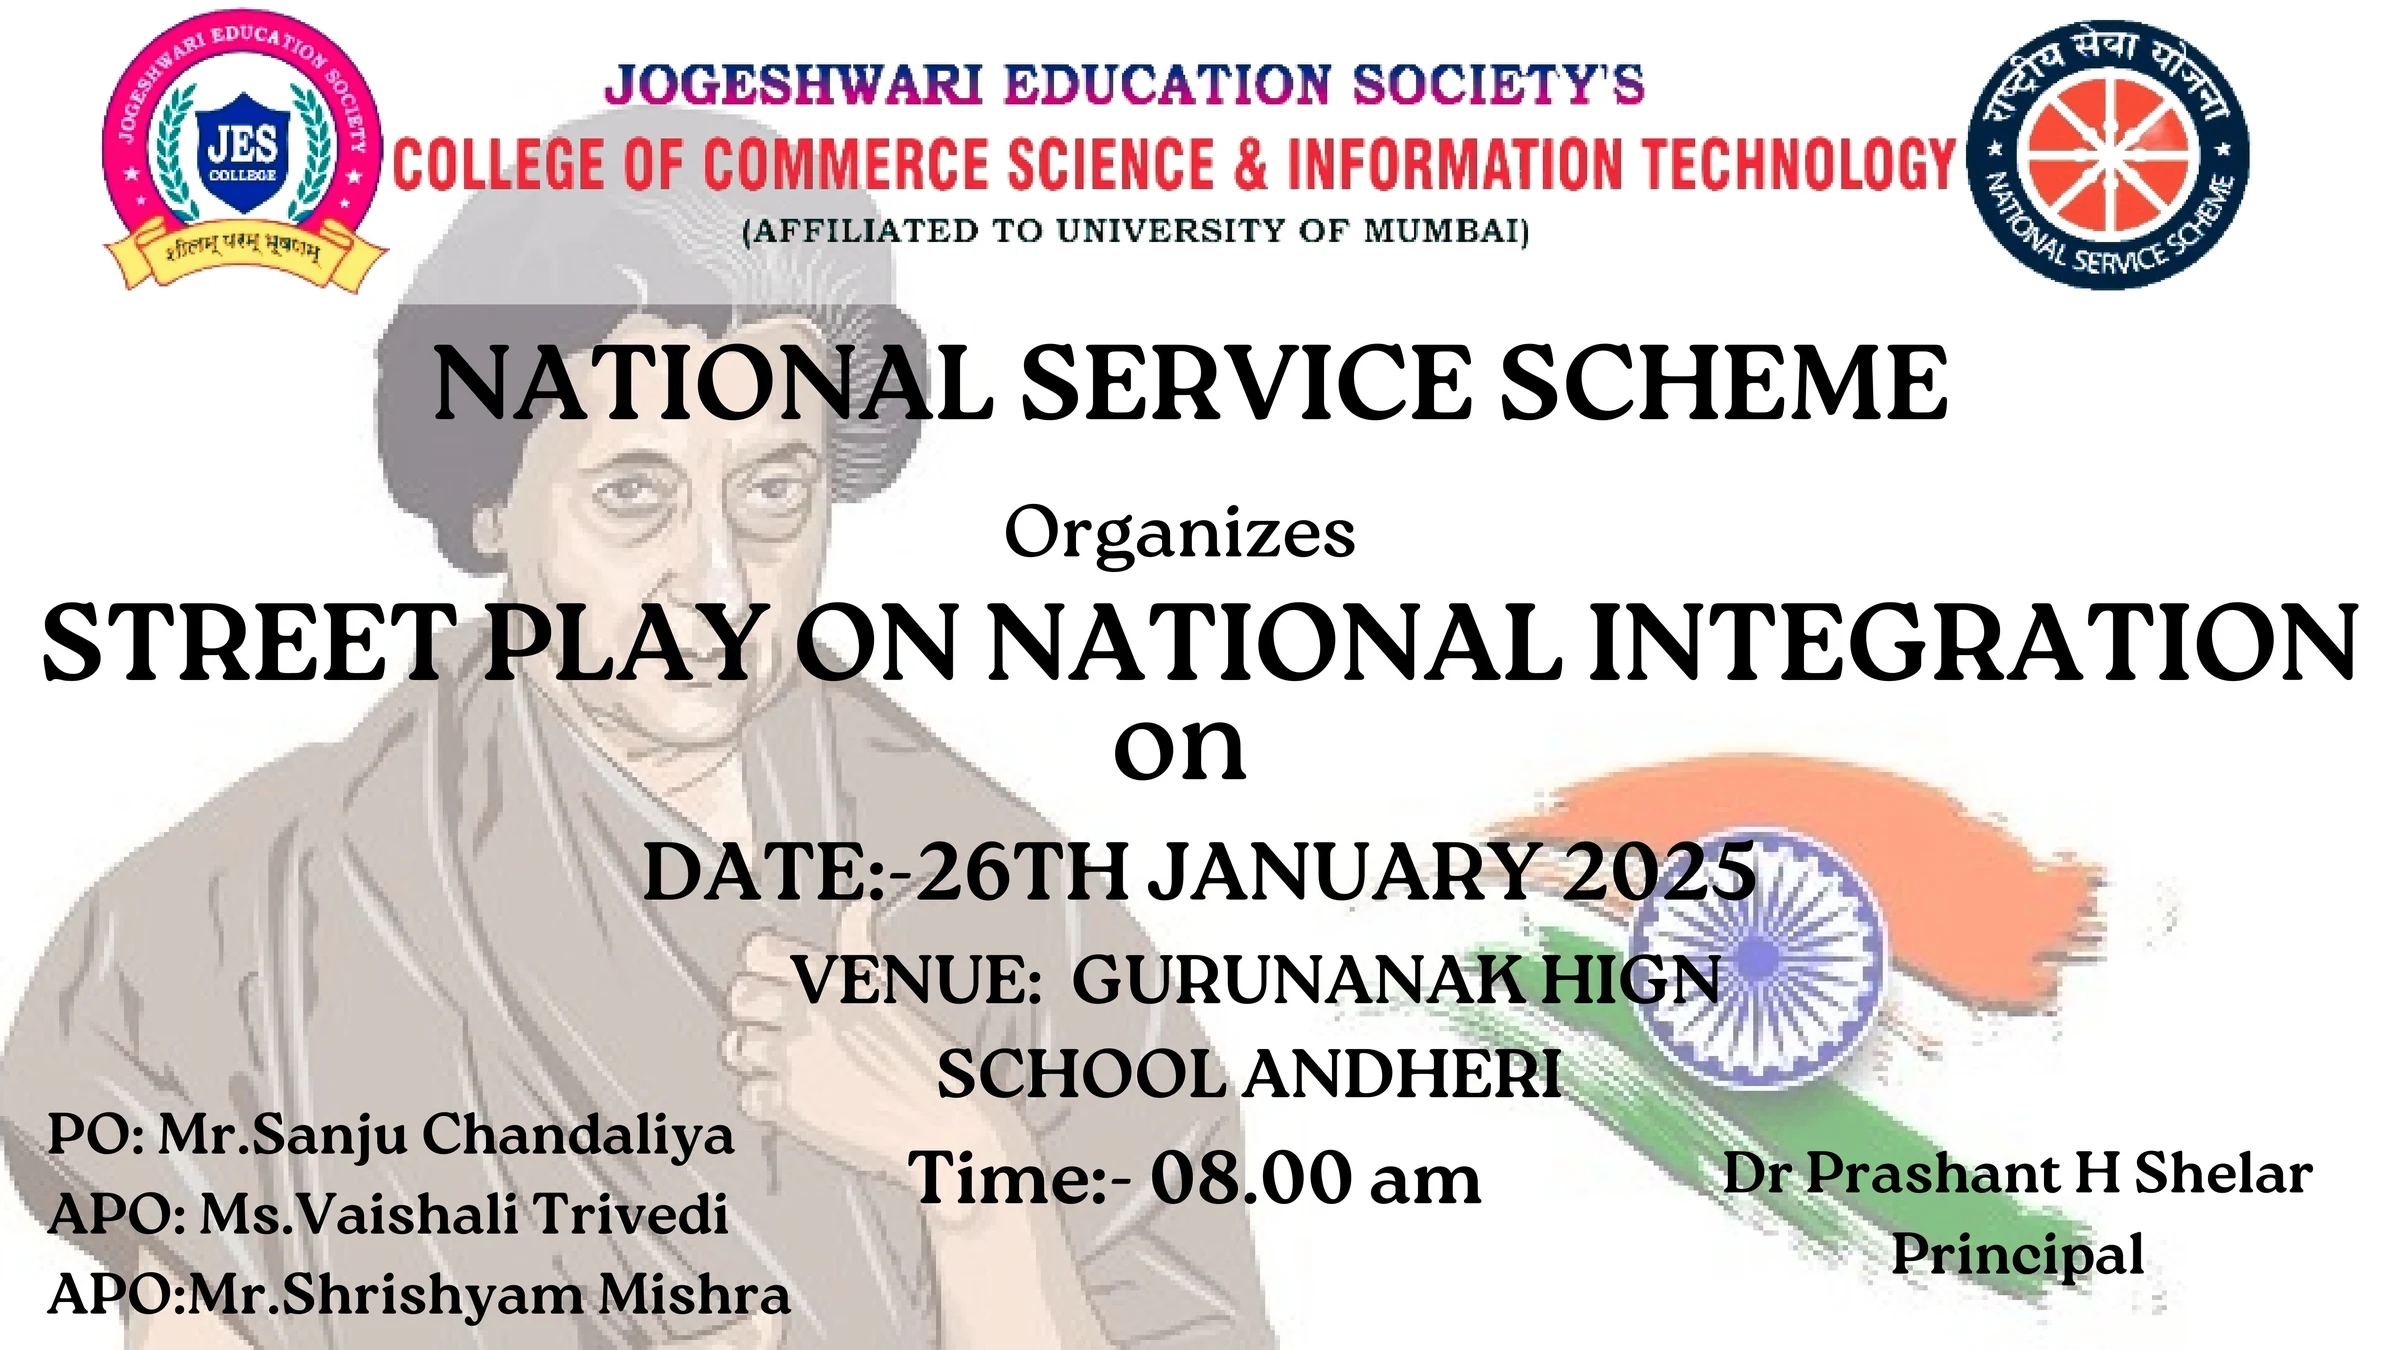 JOGESHWARI EDUCATION SOCIETY
JES
COLLEGE
शीलम् परम् भूषणम्
JOGESHWARI EDUCATION SOCIETY'S
COLLEGE OF COMMERCE SCIENCE & INFORMATION TECHNOLOGY
(AFFILIATED TO UNIVERSITY OF MUMBAI)
राष्ट्रीय सेवा योजना
NATIONAL SERVICE SCHEME
NATIONAL SERVICE SCHEME
Organizes
STREET PLAY ON NATIONAL INTEGRATION
on
DATE:-26TH JANUARY 2025
VENUE: GURUNANAK HIGN
SCHOOL ANDHERI
Time:- 08.00 am
PO: Mr.Sanju Chandaliya
APO: Ms.Vaishali Trivedi
APO:Mr.Shrishyam Mishra
Dr Prashant H Shelar
Principal